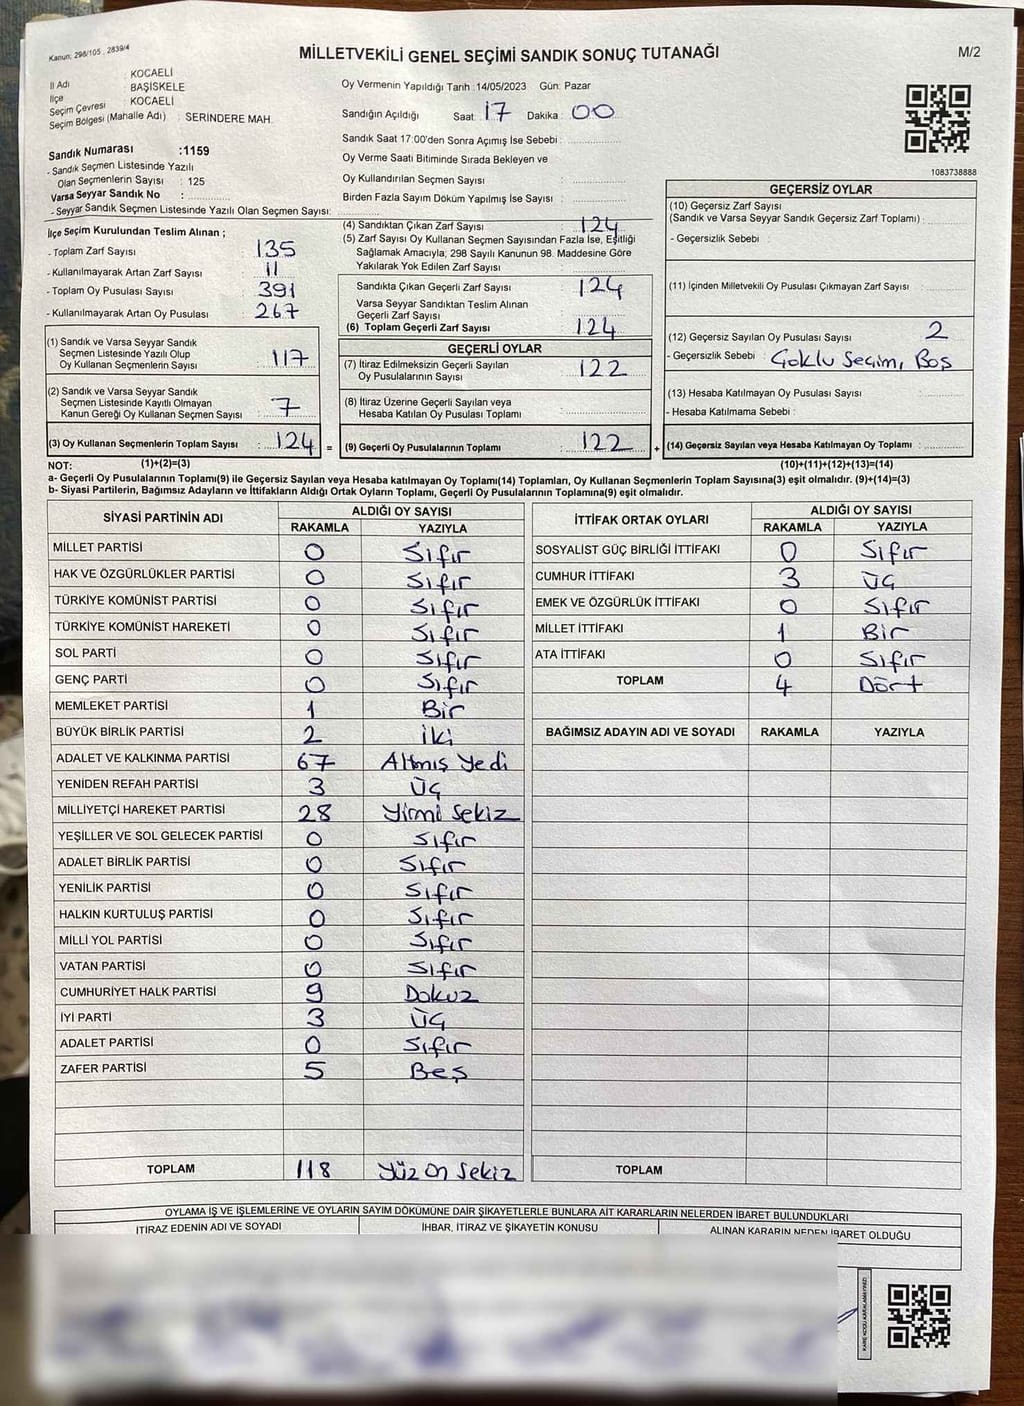 Kanun: 298/105 , 2839/4
MİLLETVEKİLİ GENEL SEÇİMİ SANDIK SONUÇ TUTANAĞI
M/2
İl Adı : KOCAELİ
İlçe : BAŞİSKELE
Seçim Çevresi : KOCAELİ
Seçim Bölgesi (Mahalle Adı) : SERİNDERE MAH.
Oy Vermenin Yapıldığı Tarih : 14/05/2023 Gün: Pazar
Sandığın Açıldığı Saat: 17 Dakika: 00
Sandık Saat 17:00'den Sonra Açımış İse Sebebi :
Oy Verme Saati Bitiminde Sırada Bekleyen ve
Oy Kullandırılan Seçmen Sayısı :
Birden Fazla Sayım Döküm Yapılmış İse Sayısı :
1083738888
Sandık Numarası :1159
- Sandık Seçmen Listesinde Yazılı
Olan Seçmenlerin Sayısı : 125
Varsa Seyyar Sandık No :
- Seyyar Sandık Seçmen Listesinde Yazılı Olan Seçmen Sayısı:
İlçe Seçim Kurulundan Teslim Alınan ;
- Toplam Zarf Sayısı : 135
- Kullanılmayarak Artan Zarf Sayısı : 11
- Toplam Oy Pusulası Sayısı : 391
- Kullanılmayarak Artan Oy Pusulası : 267
(1) Sandık ve Varsa Seyyar Sandık
Seçmen Listesinde Yazılı Olup
Oy Kullanan Seçmenlerin Sayısı : 117
(2) Sandık ve Varsa Seyyar Sandık
Seçmen Listesinde Kayıtlı Olmayan
Kanun Gereği Oy Kullanan Seçmen Sayısı : 7
(3) Oy Kullanan Seçmenlerin Toplam Sayısı : 124 =
(4) Sandıktan Çıkan Zarf Sayısı : 124
(5) Zarf Sayısı Oy Kullanan Seçmen Sayısından Fazla İse, Eşitliği
Sağlamak Amacıyla, 298 Sayılı Kanunun 98. Maddesine Göre
Yakılarak Yok Edilen Zarf Sayısı :
Sandıkta Çıkan Geçerli Zarf Sayısı : 124
Varsa Seyyar Sandıktan Teslim Alınan
Geçerli Zarf Sayısı :
(6) Toplam Geçerli Zarf Sayısı : 124
GEÇERLİ OYLAR
(7) İtiraz Edilmeksizin Geçerli Sayılan
Oy Pusulalarının Sayısı : 122
(8) İtiraz Üzerine Geçerli Sayılan veya
Hesaba Katılan Oy Pusulası Toplamı :
(9) Geçerli Oy Pusulalarının Toplamı : 122 +
GEÇERSİZ OYLAR
(10) Geçersiz Zarf Sayısı
(Sandık ve Varsa Seyyar Sandık Geçersiz Zarf Toplamı) :
- Geçersizlik Sebebi :
(11) İçinden Milletvekili Oy Pusulası Çıkmayan Zarf Sayısı :
(12) Geçersiz Sayılan Oy Pusulası Sayısı : 2
- Geçersizlik Sebebi : Çoklu Seçim, Boş
(13) Hesaba Katılmayan Oy Pusulası Sayısı :
- Hesaba Katılmama Sebebi :
(14) Geçersiz Sayılan veya Hesaba Katılmayan Oy Toplamı :
NOT: (1)+(2)=(3) (10)+(11)+(12)+(13)=(14)
a- Geçerli Oy Pusulalarının Toplamı(9) ile Geçersiz Sayılan veya Hesaba katılmayan Oy Toplamı(14) Toplamları, Oy Kullanan Seçmenlerin Toplam Sayısına(3) eşit olmalıdır. (9)+(14)=(3)
b- Siyasi Partilerin, Bağımsız Adayların ve İttifakların Aldığı Ortak Oyların Toplamı, Geçerli Oy Pusulalarının Toplamına(9) eşit olmalıdır.
SİYASİ PARTİNİN ADI ALDIĞI OY SAYISI
RAKAMLA YAZIYLA
MİLLET PARTİSİ 0 Sıfır
HAK VE ÖZGÜRLÜKLER PARTİSİ 0 Sıfır
TÜRKİYE KOMÜNİST PARTİSİ 0 Sıfır
TÜRKİYE KOMÜNİST HAREKETİ 0 Sıfır
SOL PARTİ 0 Sıfır
GENÇ PARTİ 0 Sıfır
MEMLEKET PARTİSİ 1 Bir
BÜYÜK BİRLİK PARTİSİ 2 İki
ADALET VE KALKINMA PARTİSİ 67 Altmış Yedi
YENİDEN REFAH PARTİSİ 3 Üç
MİLLİYETÇİ HAREKET PARTİSİ 28 Yirmi Sekiz
YEŞİLLER VE SOL GELECEK PARTİSİ 0 Sıfır
ADALET BİRLİK PARTİSİ 0 Sıfır
YENİLİK PARTİSİ 0 Sıfır
HALKIN KURTULUŞ PARTİSİ 0 Sıfır
MİLLİ YOL PARTİSİ 0 Sıfır
VATAN PARTİSİ 0 Sıfır
CUMHURİYET HALK PARTİSİ 9 Dokuz
İYİ PARTİ 3 Üç
ADALET PARTİSİ 0 Sıfır
ZAFER PARTİSİ 5 Beş
TOPLAM 118 Yüz On Sekiz
İTTİFAK ORTAK OYLARI ALDIĞI OY SAYISI
RAKAMLA YAZIYLA
SOSYALİST GÜÇ BİRLİĞİ İTTİFAKI 0 Sıfır
CUMHUR İTTİFAKI 3 Üç
EMEK VE ÖZGÜRLÜK İTTİFAKI 0 Sıfır
MİLLET İTTİFAKI 1 Bir
ATA İTTİFAKI 0 Sıfır
TOPLAM 4 Dört
BAĞIMSIZ ADAYIN ADI VE SOYADI RAKAMLA YAZIYLA
TOPLAM
OYLAMA İŞ VE İŞLEMLERİNE VE OYLARIN SAYIM DÖKÜMÜNE DAİR ŞİKAYETLERLE BUNLARA AİT KARARLARIN NELERDEN İBARET BULUNDUKLARI
İTİRAZ EDENİN ADI VE SOYADI İHBAR, İTİRAZ VE ŞİKAYETİN KONUSU ALINAN KARARIN NEDEN İBARET OLDUĞU
KARE KODU KARALAMAYINIZ!